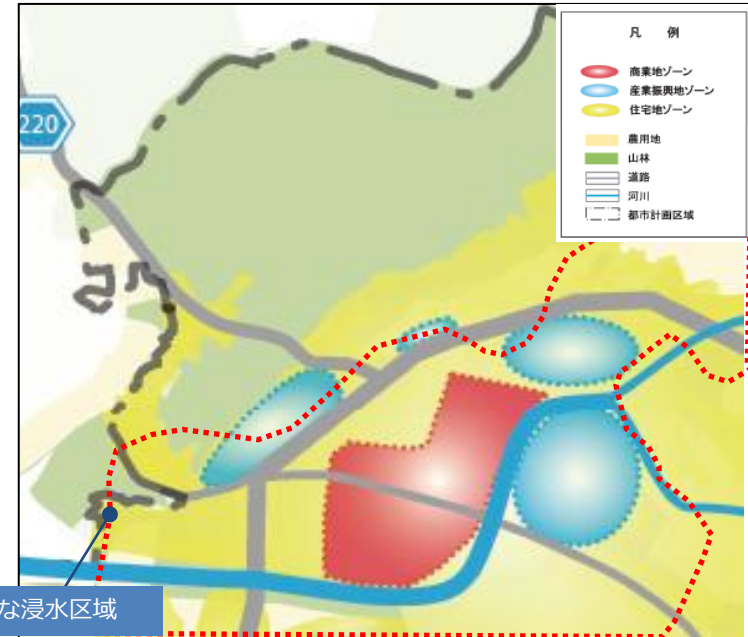 凡 例
商業地ゾーン
産業振興地ゾーン
住宅地ゾーン
農用地
山林
道路
河川
都市計画区域
220
な浸水区域